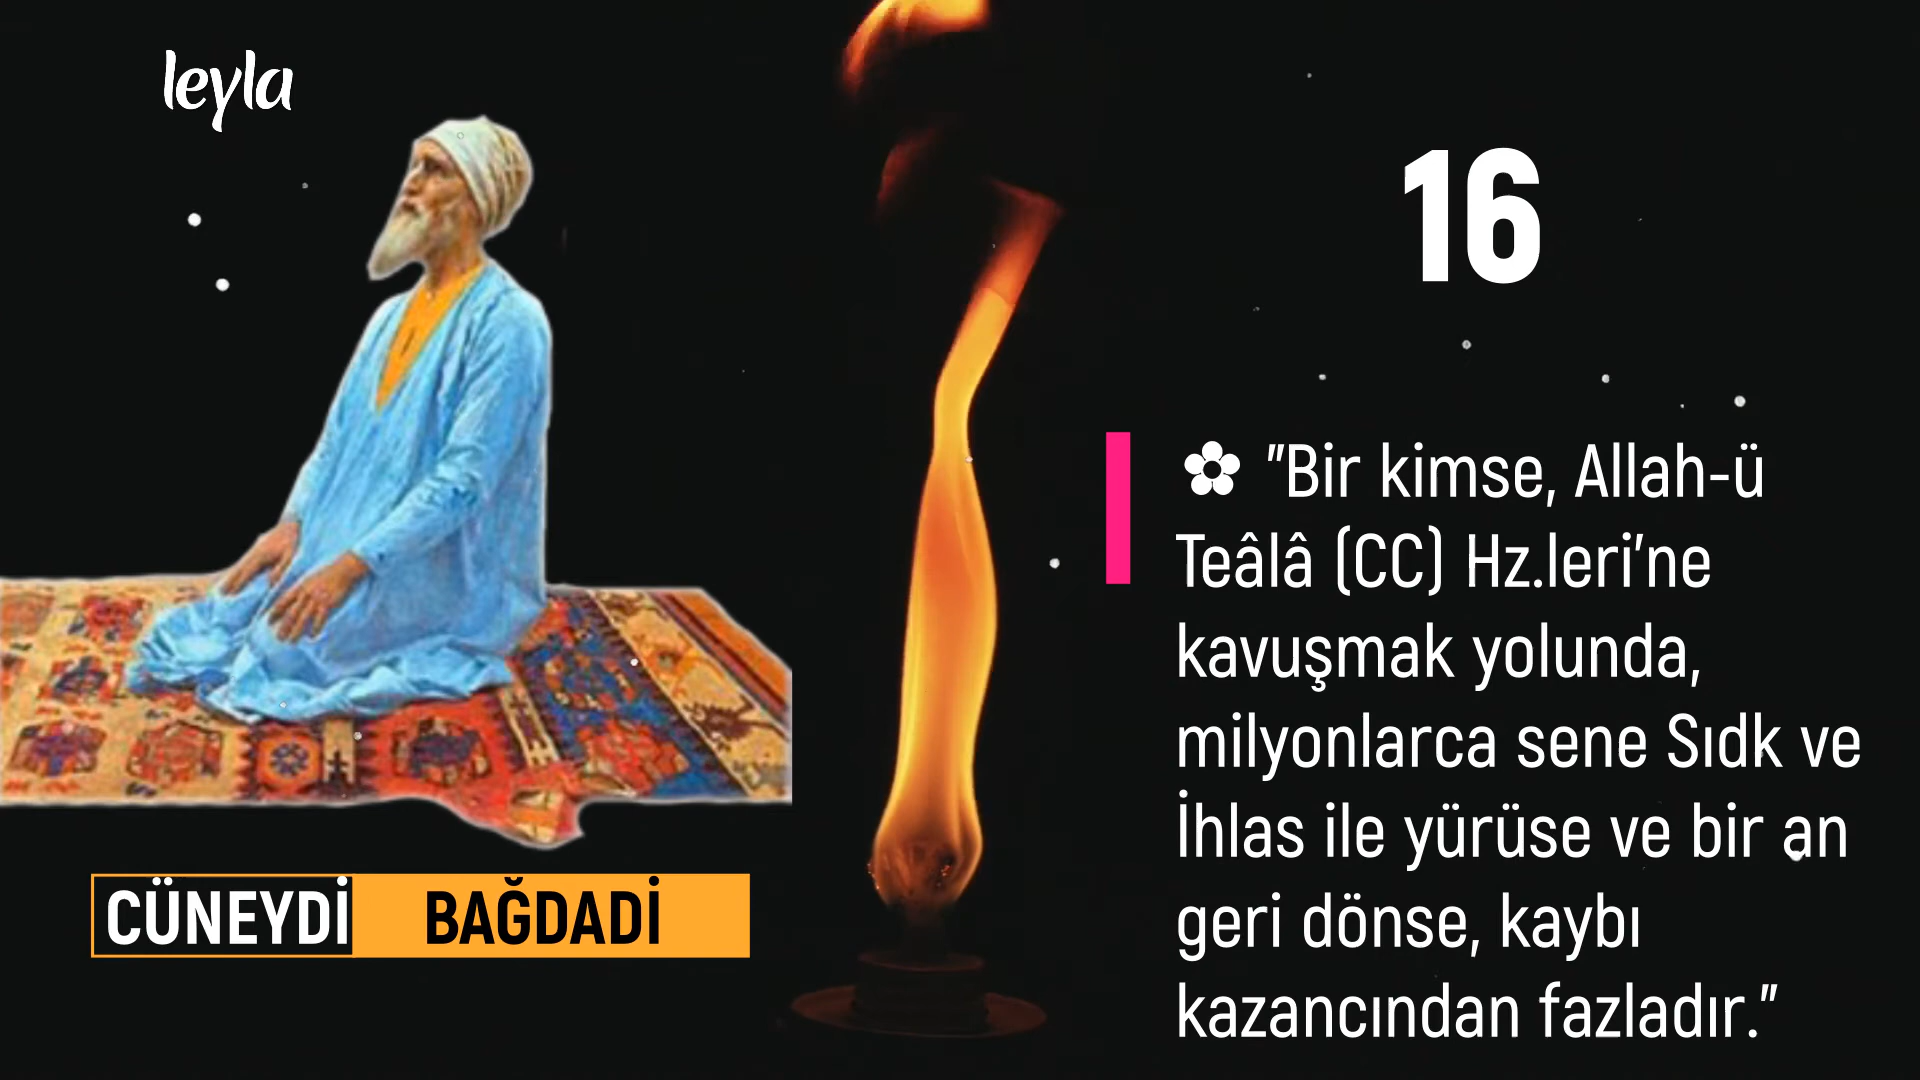 leyla
16
✿ "Bir kimse, Allah-ü
Teâlâ (CC) Hz.leri'ne
kavuşmak yolunda,
milyonlarca sene Sıdk ve
İhlas ile yürüse ve bir an
geri dönse, kaybı
kazancından fazladır."
CÜNEYDİ BAĞDADİ